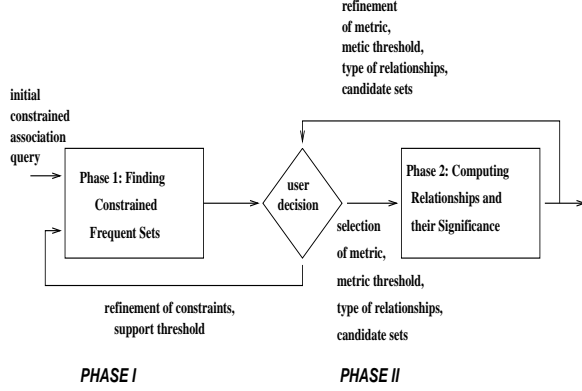 refinement
of metric,
metic threshold,
type of relationships,
candidate sets
initial
constrained
association
query
Phase 1: Finding
Constrained
Frequent Sets
user
decision
Phase 2: Computing
Relationships and
their Significance
selection
of metric,
metric threshold,
type of relationships,
candidate sets
refinement of constraints,
support threshold
PHASE I
PHASE II